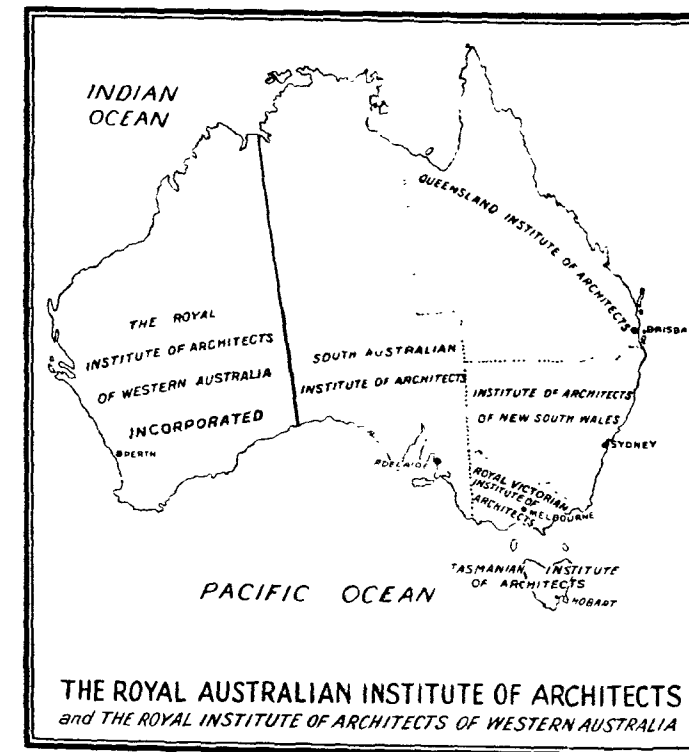 INDIAN
OCEAN
QUEENSLAND INSTITUTE OF ARCHITECTS
BRISBA
THE ROYAL
INSTITUTE OF ARCHITECTS
OF WESTERN AUSTRALIA
INCORPORATED
PERTH
SOUTH AUSTRALIAN
INSTITUTE OF ARCHITECTS
INSTITUTE OF ARCHITECTS
OF NEW SOUTH WALES
SYDNEY
ADELAIDE
ROYAL VICTORIAN
INSTITUTE OF
ARCHITECTS
MELBOURNE
TASMANIAN INSTITUTE
OF ARCHITECTS
HOBART
PACIFIC OCEAN
THE ROYAL AUSTRALIAN INSTITUTE OF ARCHITECTS
and THE ROYAL INSTITUTE OF ARCHITECTS OF WESTERN AUSTRALIA